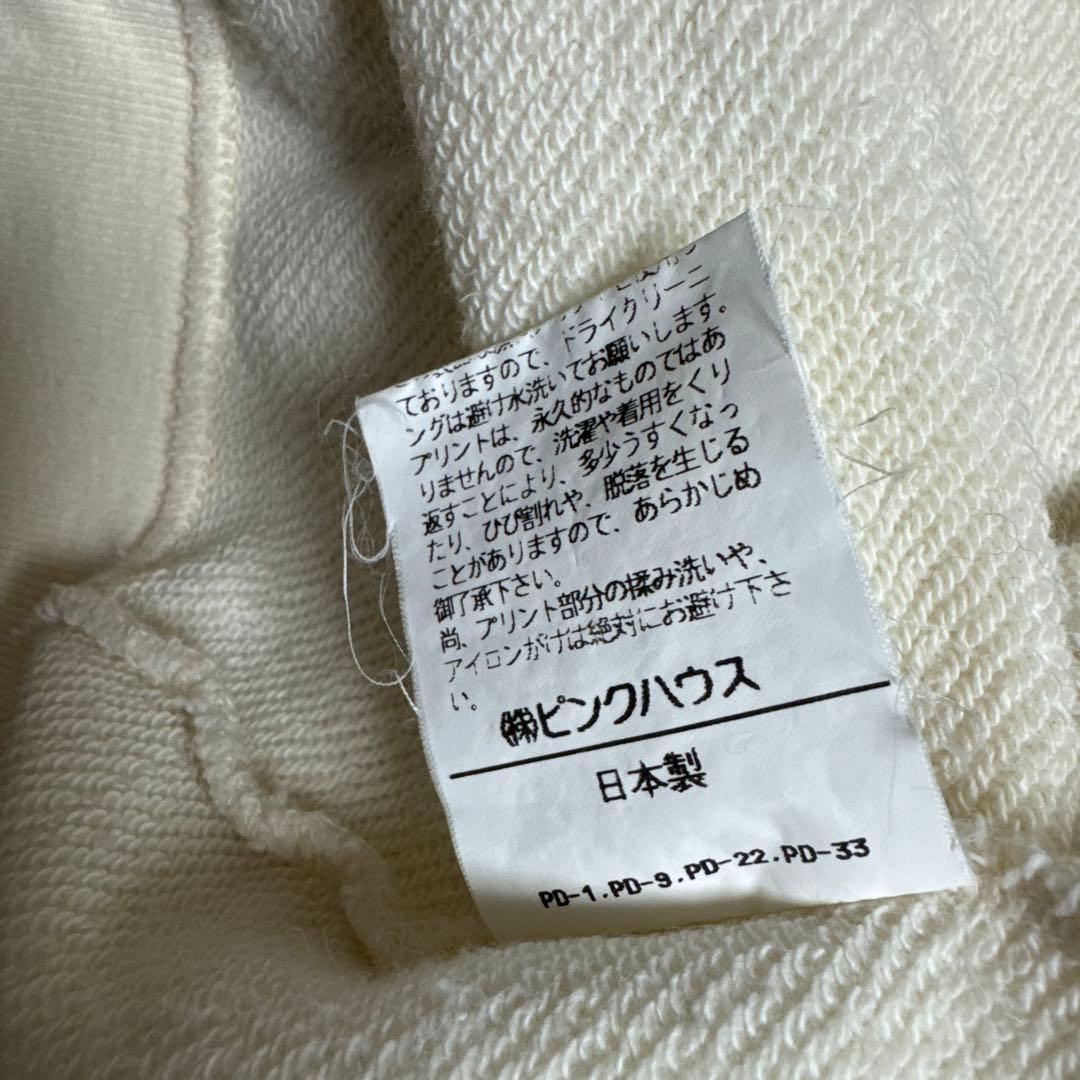 ておりますので、ドライクリーニ
ングは避け水洗いでお願いします。
プリントは、永久的なものではあ
りませんので、洗濯や着用をくり
返すことにより、多少うすくなっ
たり、ひび割れや、脱落を生じる
ことがありますので、あらかじめ
御了承下さい。
尚、プリント部分の揉み洗いや、
アイロンがけは絶対にお避け下さ
い。
㈱ピンクハウス
日本製
PD-1.PD-9.PD-22.PD-33